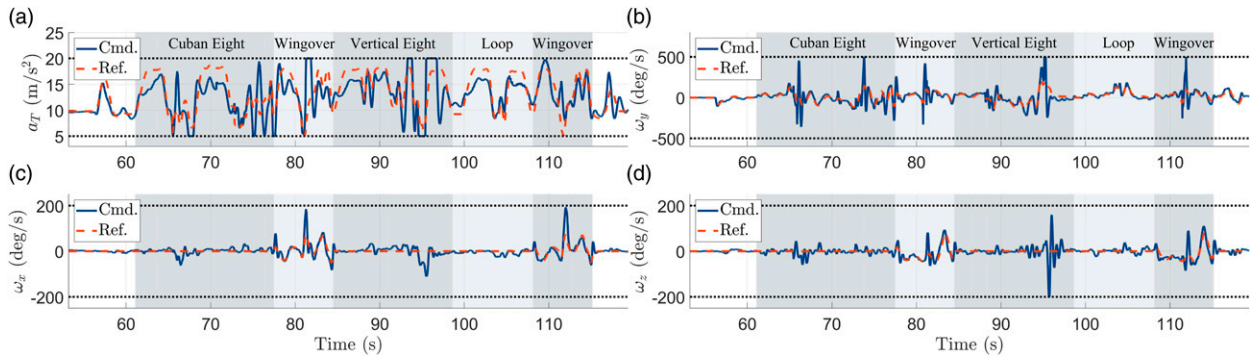 (a)
Cuban Eight Wingover Vertical Eight Loop Wingover
Cmd.
Ref.
25
20
15
10
5
a_T (m/s²)
60 70 80 90 100 110
(b)
Cuban Eight Wingover Vertical Eight Loop Wingover
Cmd.
Ref.
500
0
-500
ω_y (deg/s)
60 70 80 90 100 110
(c)
Cmd.
Ref.
200
0
-200
ω_x (deg/s)
60 70 80 90 100 110
Time (s)
(d)
Cmd.
Ref.
200
0
-200
ω_z (deg/s)
60 70 80 90 100 110
Time (s)